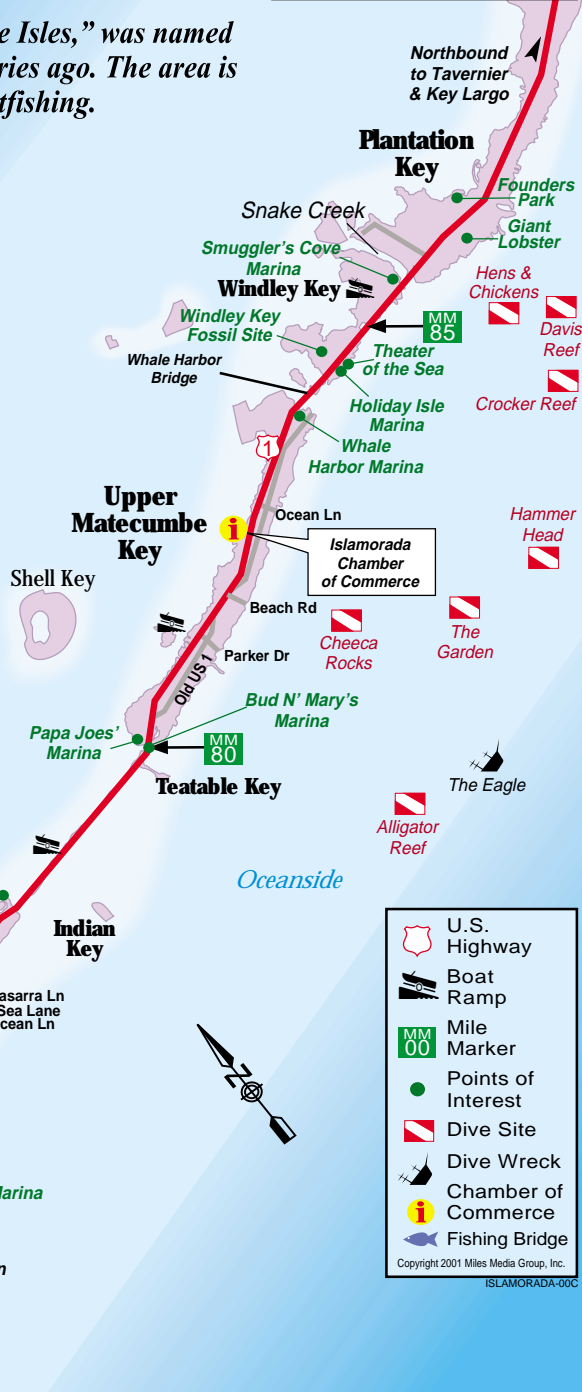 e Isles,” was named
ries ago. The area is
tfishing.
Northbound
to Tavernier
& Key Largo
Plantation
Key
Founders
Park
Snake Creek
Giant
Lobster
Smuggler’s Cove
Marina
Hens &
Chickens
Windley Key
Windley Key
Fossil Site
MM
85
Davis
Reef
Whale Harbor
Bridge
Theater
of the Sea
Holiday Isle
Marina
Crocker Reef
Whale
Harbor Marina
1
Upper
Matecumbe
Key
Ocean Ln
i
Islamorada
Chamber
of Commerce
Hammer
Head
Shell Key
Beach Rd
Cheeca
Rocks
The
Garden
Parker Dr
Old US 1
Bud N’ Mary’s
Marina
Papa Joes’
Marina
MM
80
Teatable Key
The Eagle
Alligator
Reef
Oceanside
Indian
Key
asarra Ln
Sea Lane
cean Ln
N
Marina
n
U.S.
Highway
Boat
Ramp
MM
00
Mile
Marker
Points of
Interest
Dive Site
Dive Wreck
i
Chamber of
Commerce
Fishing Bridge
Copyright 2001 Miles Media Group, Inc.
ISLAMORADA-00C